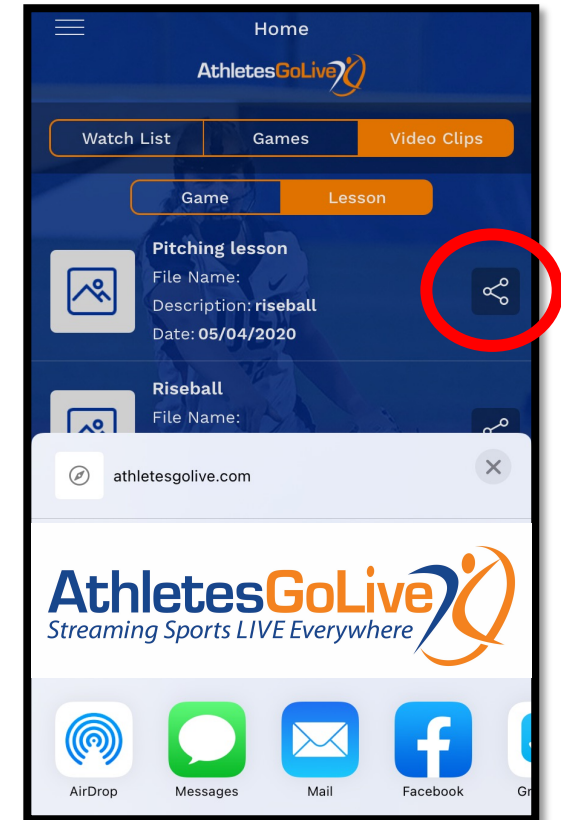 Home
AthletesGoLive
Watch List Games Video Clips
Game Lesson
Pitching lesson
File Name:
Description: riseball
Date: 05/04/2020
Riseball
File Name:
athletesgolive.com
AthletesGoLive
Streaming Sports LIVE Everywhere
AirDrop Messages Mail Facebook Gr